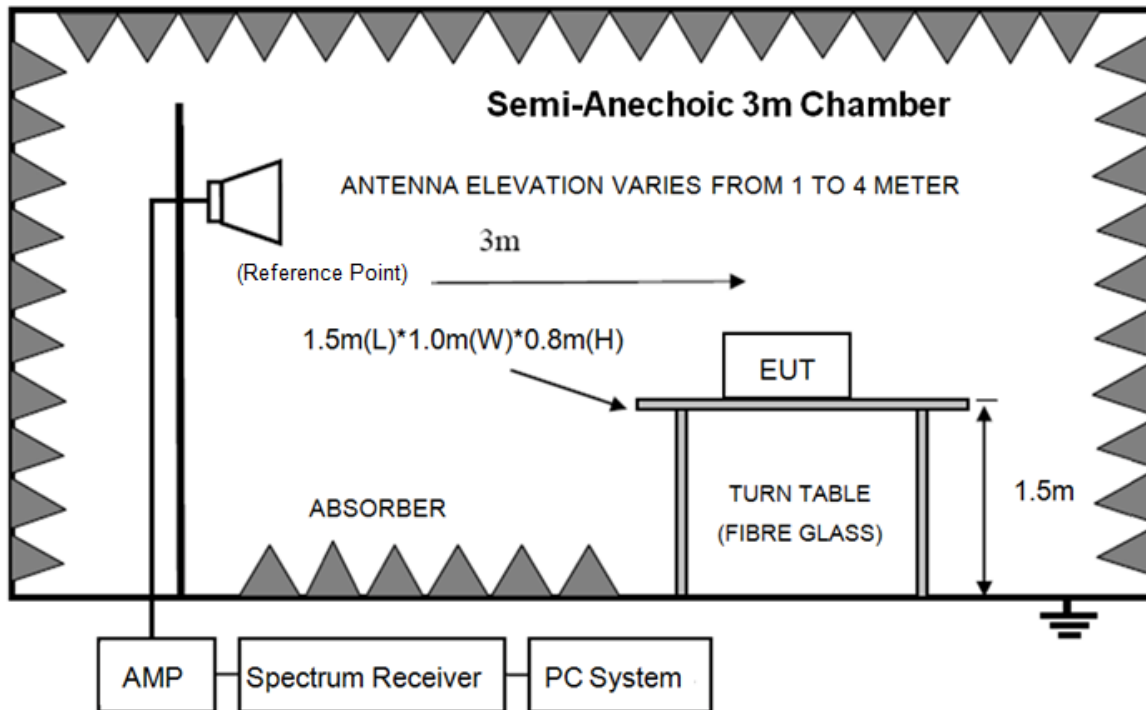 Semi-Anechoic 3m Chamber
ANTENNA ELEVATION VARIES FROM 1 TO 4 METER
3m
(Reference Point)
1.5m(L)*1.0m(W)*0.8m(H)
EUT
1.5m
TURN TABLE
(FIBRE GLASS)
ABSORBER
AMP
Spectrum Receiver
PC System